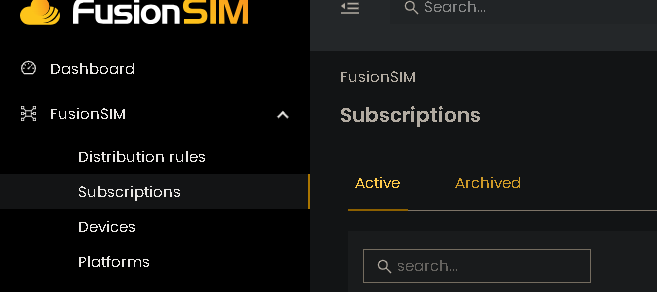 FusionSIM
Search...
Dashboard
FusionSIM
Distribution rules
Subscriptions
Devices
Platforms
FusionSIM
Subscriptions
Active
Archived
search...